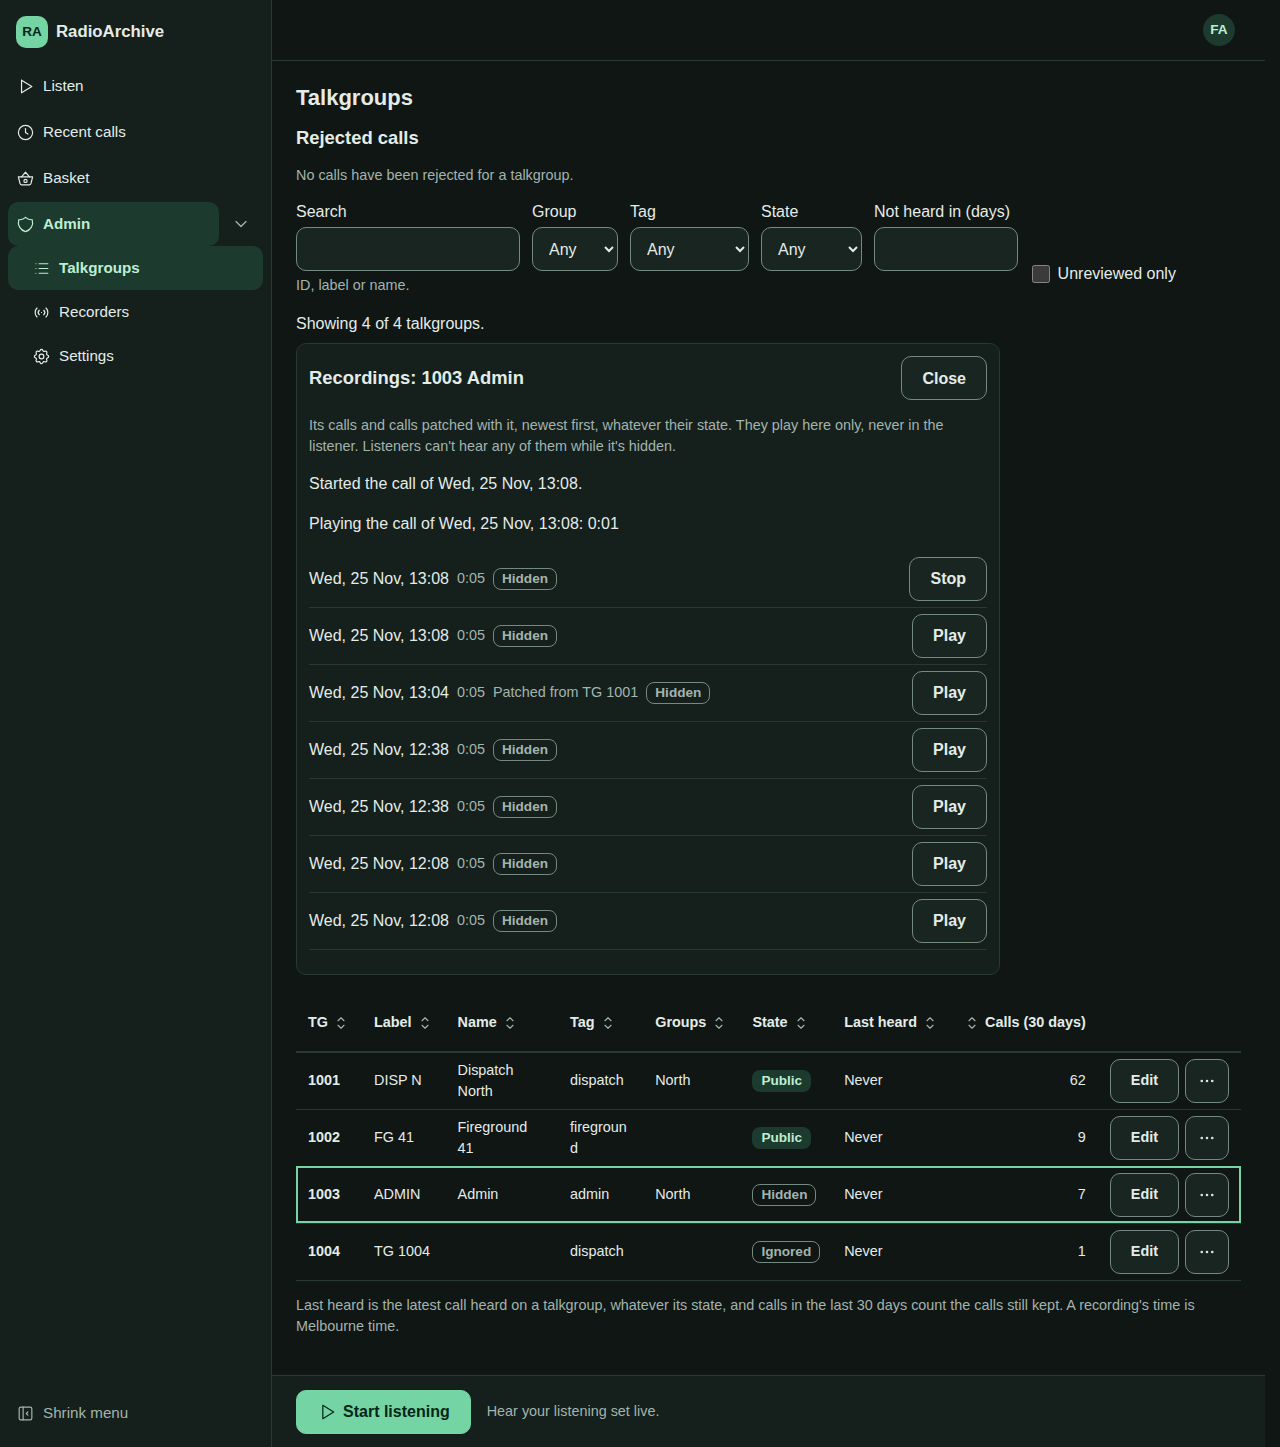 RA RadioArchive
FA
Listen
Recent calls
Basket
Admin
Talkgroups
Recorders
Settings
Shrink menu
Talkgroups
Rejected calls
No calls have been rejected for a talkgroup.
Search Group Tag State Not heard in (days)
Any Any Any
Unreviewed only
ID, label or name.
Showing 4 of 4 talkgroups.
Recordings: 1003 Admin Close
Its calls and calls patched with it, newest first, whatever their state. They play here only, never in the
listener. Listeners can't hear any of them while it's hidden.
Started the call of Wed, 25 Nov, 13:08.
Playing the call of Wed, 25 Nov, 13:08: 0:01
Wed, 25 Nov, 13:08 0:05 Hidden Stop
Wed, 25 Nov, 13:08 0:05 Hidden Play
Wed, 25 Nov, 13:04 0:05 Patched from TG 1001 Hidden Play
Wed, 25 Nov, 12:38 0:05 Hidden Play
Wed, 25 Nov, 12:38 0:05 Hidden Play
Wed, 25 Nov, 12:08 0:05 Hidden Play
Wed, 25 Nov, 12:08 0:05 Hidden Play
TG Label Name Tag Groups State Last heard Calls (30 days)
1001 DISP N Dispatch North dispatch North Public Never 62 Edit
1002 FG 41 Fireground 41 fireground Public Never 9 Edit
1003 ADMIN Admin admin North Hidden Never 7 Edit
1004 TG 1004 dispatch Ignored Never 1 Edit
Last heard is the latest call heard on a talkgroup, whatever its state, and calls in the last 30 days count the calls still kept. A recording's time is
Melbourne time.
Start listening Hear your listening set live.